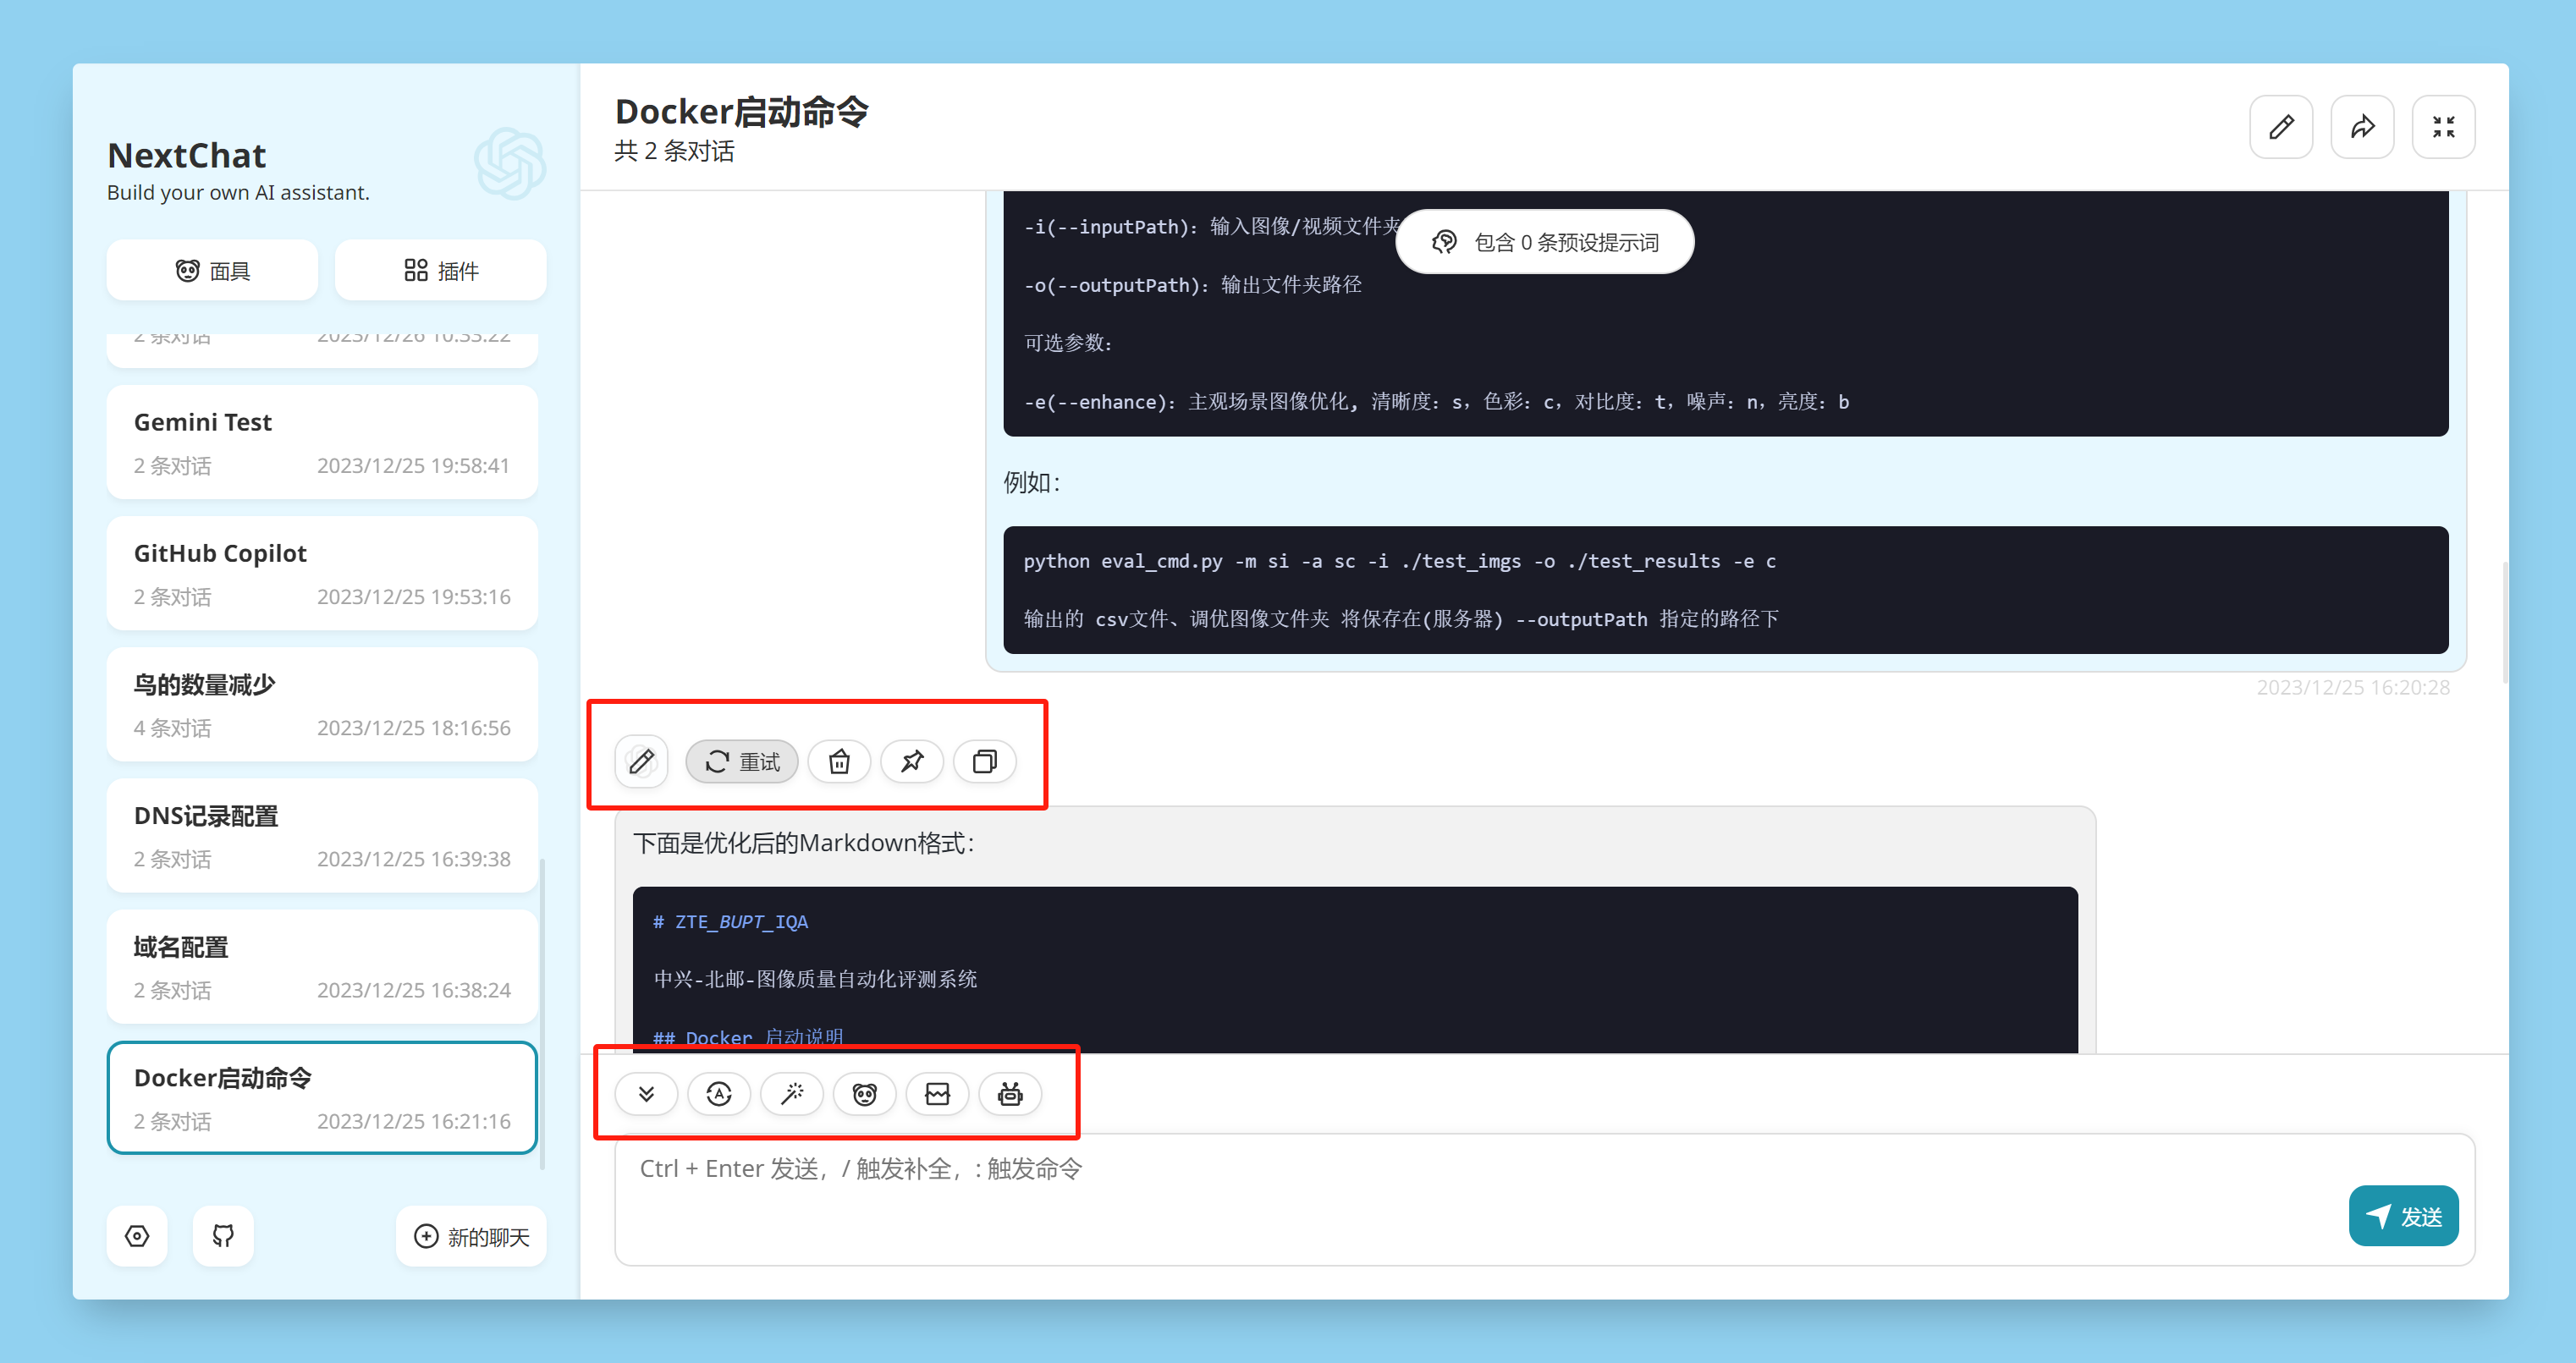 NextChat
Build your own AI assistant.
面具
插件
2 条对话 2023/12/26 10:33:22
Gemini Test
2 条对话 2023/12/25 19:58:41
GitHub Copilot
2 条对话 2023/12/25 19:53:16
鸟的数量减少
4 条对话 2023/12/25 18:16:56
DNS记录配置
2 条对话 2023/12/25 16:39:38
域名配置
2 条对话 2023/12/25 16:38:24
Docker启动命令
2 条对话 2023/12/25 16:21:16
新的聊天
Docker启动命令
共 2 条对话
-i(--inputPath): 输入图像/视频文件夹
包含 0 条预设提示词
-o(--outputPath): 输出文件夹路径
可选参数:
-e(--enhance): 主观场景图像优化, 清晰度: s, 色彩: c, 对比度: t, 噪声: n, 亮度: b
例如:
python eval_cmd.py -m si -a sc -i ./test_imgs -o ./test_results -e c
输出的 csv文件、调优图像文件夹 将保存在(服务器) --outputPath 指定的路径下
2023/12/25 16:20:28
重试
下面是优化后的Markdown格式:
# ZTE_BUPT_IQA
中兴-北邮-图像质量自动化评测系统
## Docker 启动说明
Ctrl + Enter 发送, / 触发补全, : 触发命令
发送